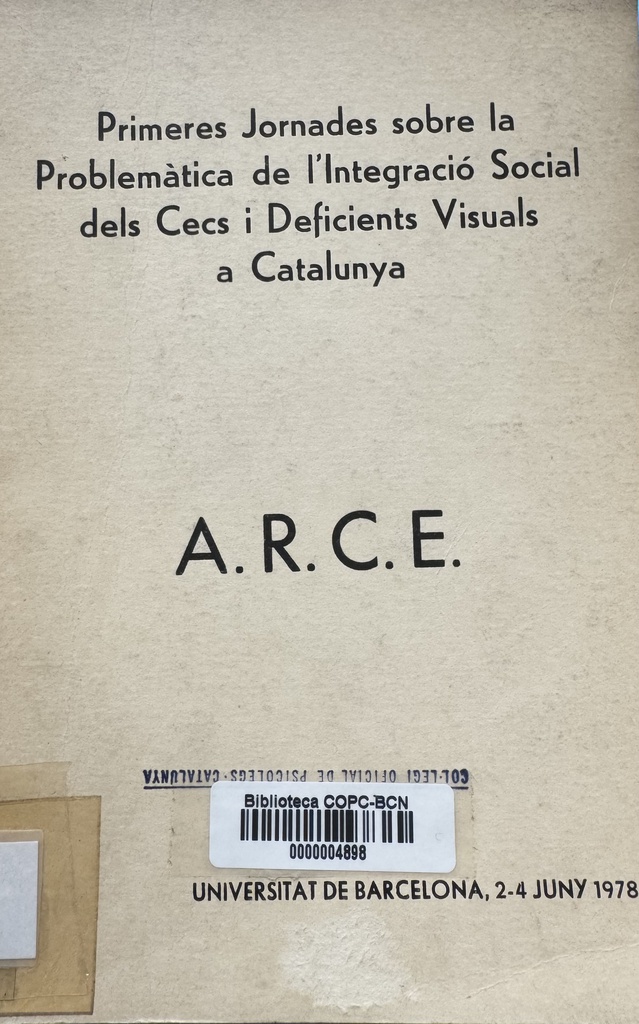 Primeres Jornades sobre la
Problemàtica de l'Integració Social
dels Cecs i Deficients Visuals
a Catalunya
A. R. C. E.
COL·LEGI OFICIAL DE PSICOLEGS - CATALUNYA
Biblioteca COPC-BCN
0000004898
UNIVERSITAT DE BARCELONA, 2-4 JUNY 1978